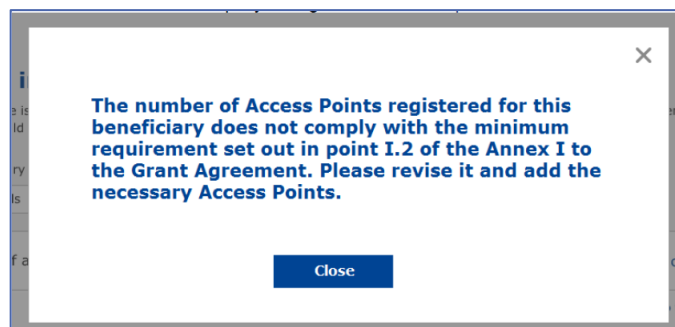 The number of Access Points registered for this
beneficiary does not comply with the minimum
requirement set out in point I.2 of the Annex I to
the Grant Agreement. Please revise it and add the
necessary Access Points.
Close